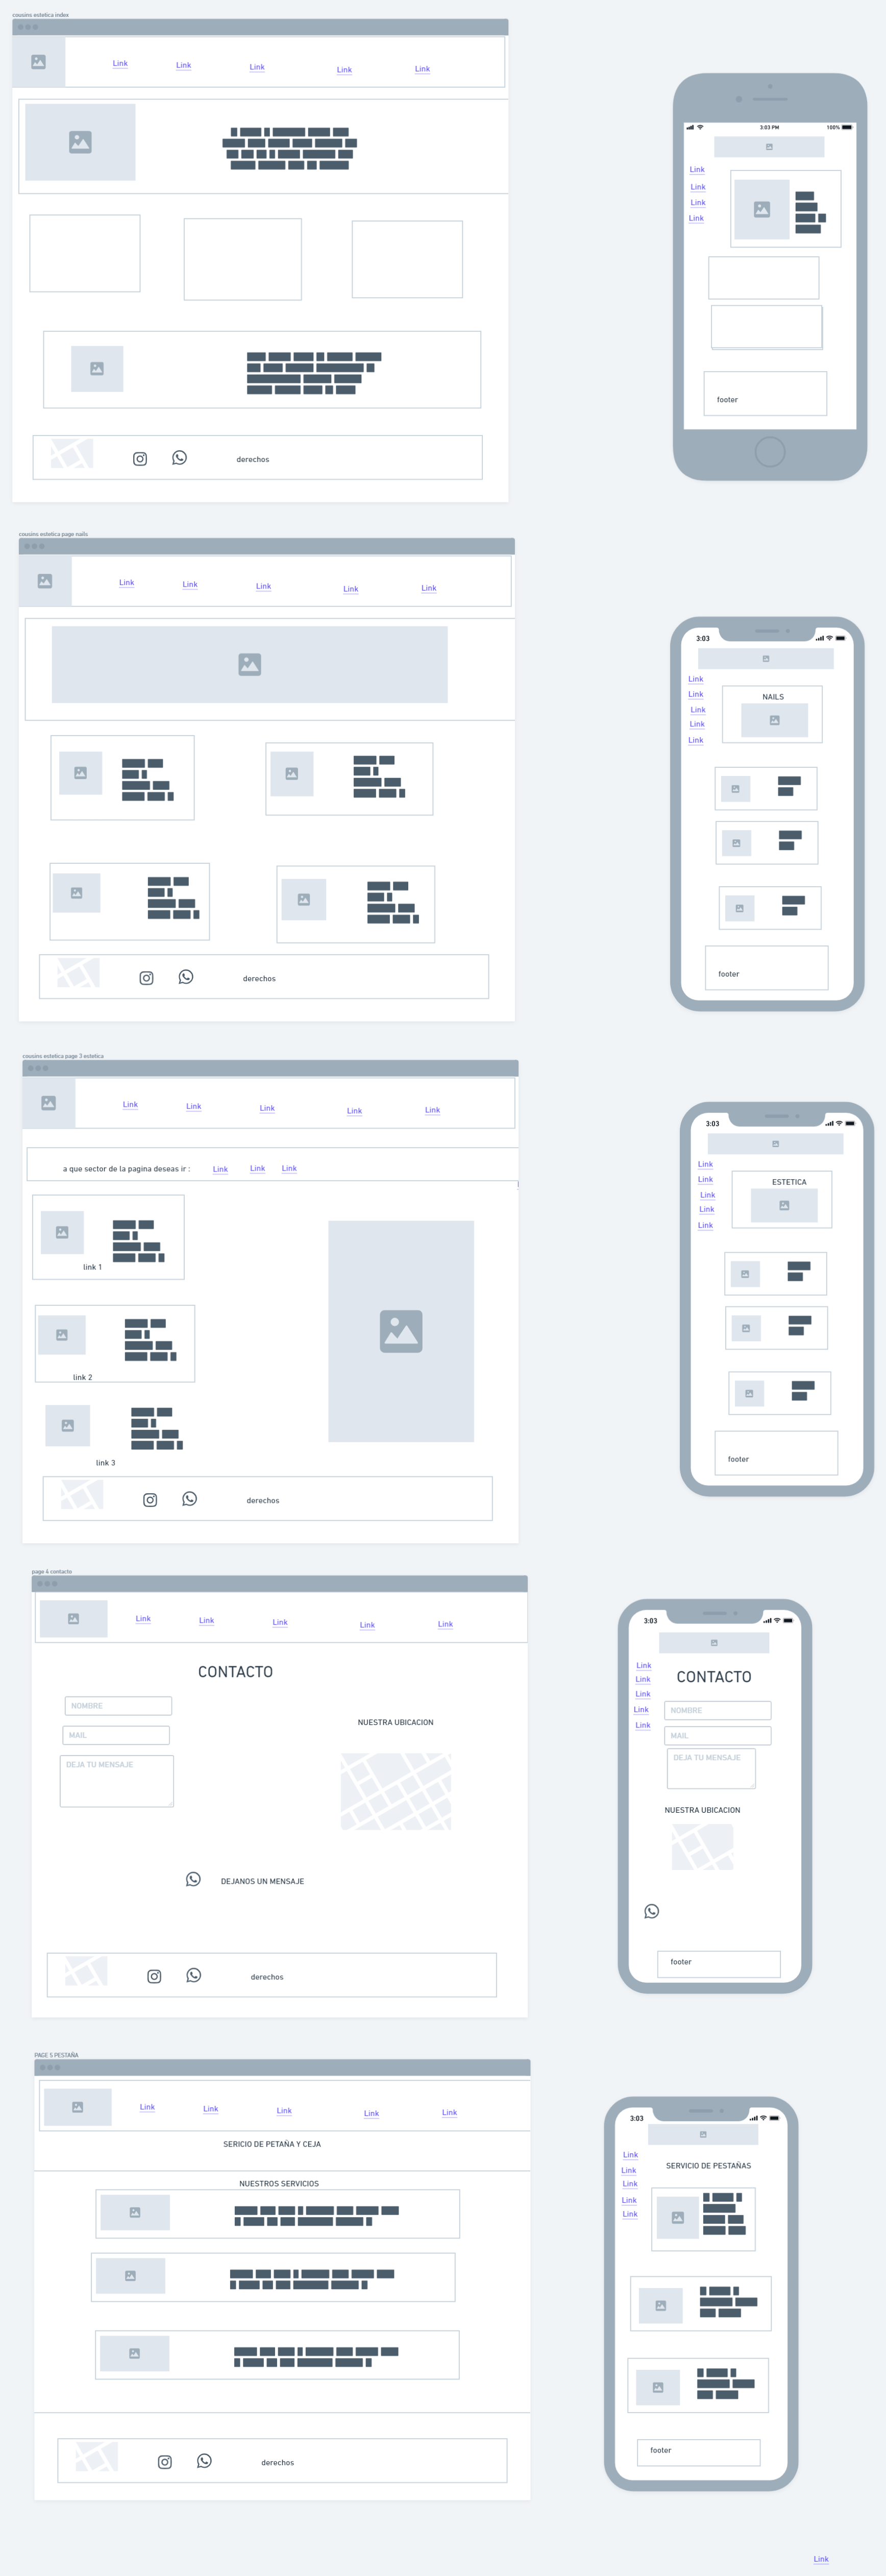 cousins estetica index
Link Link Link Link Link
derechos
3:03 PM 100%
Link
Link
Link
Link
footer
cousins estetica page nails
Link Link Link Link Link
derechos
3:03
Link
Link
Link
Link
Link
NAILS
footer
cousins estetica page 3 estetica
Link Link Link Link Link
a que sector de la pagina deseas ir : Link Link Link
link 1
link 2
link 3
derechos
3:03
Link
Link
Link
Link
Link
ESTETICA
footer
page 4 contacto
Link Link Link Link Link
CONTACTO
NOMBRE
MAIL
DEJA TU MENSAJE
NUESTRA UBICACION
DEJANOS UN MENSAJE
derechos
3:03
Link
Link
Link
Link
Link
CONTACTO
NOMBRE
MAIL
DEJA TU MENSAJE
NUESTRA UBICACION
footer
PAGE 5 PESTAÑA
Link Link Link Link Link
SERICIO DE PETAÑA Y CEJA
NUESTROS SERVICIOS
derechos
3:03
Link
Link
Link
Link
Link
SERVICIO DE PESTAÑAS
footer
Link